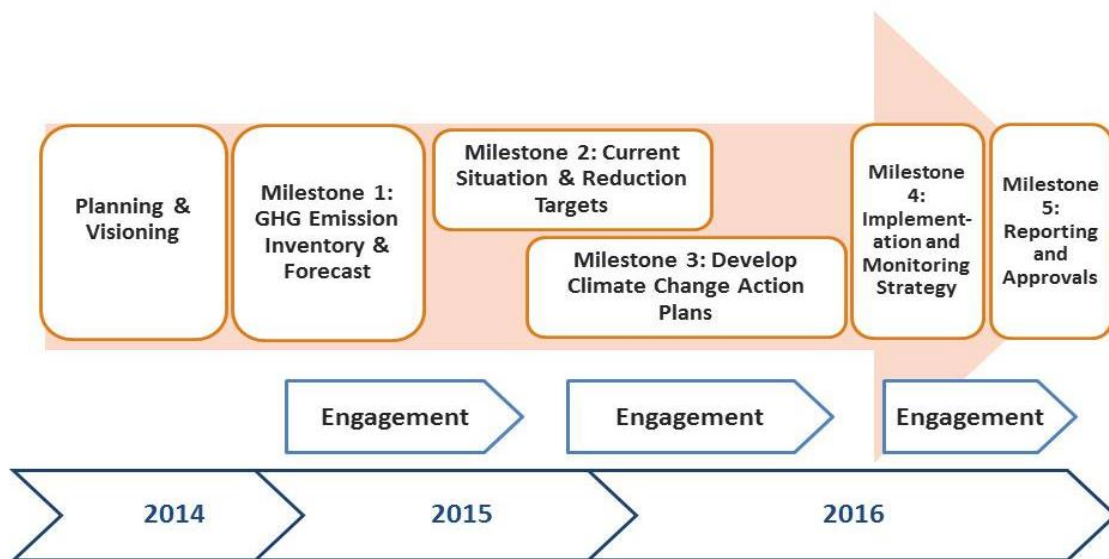 Planning &
Visioning
Milestone 1:
GHG Emission
Inventory &
Forecast
Milestone 2: Current
Situation & Reduction
Targets
Milestone 3: Develop
Climate Change Action
Plans
Milestone
4:
Implement-
ation and
Monitoring
Strategy
Milestone
5:
Reporting
and
Approvals
Engagement
Engagement
Engagement
2014
2015
2016